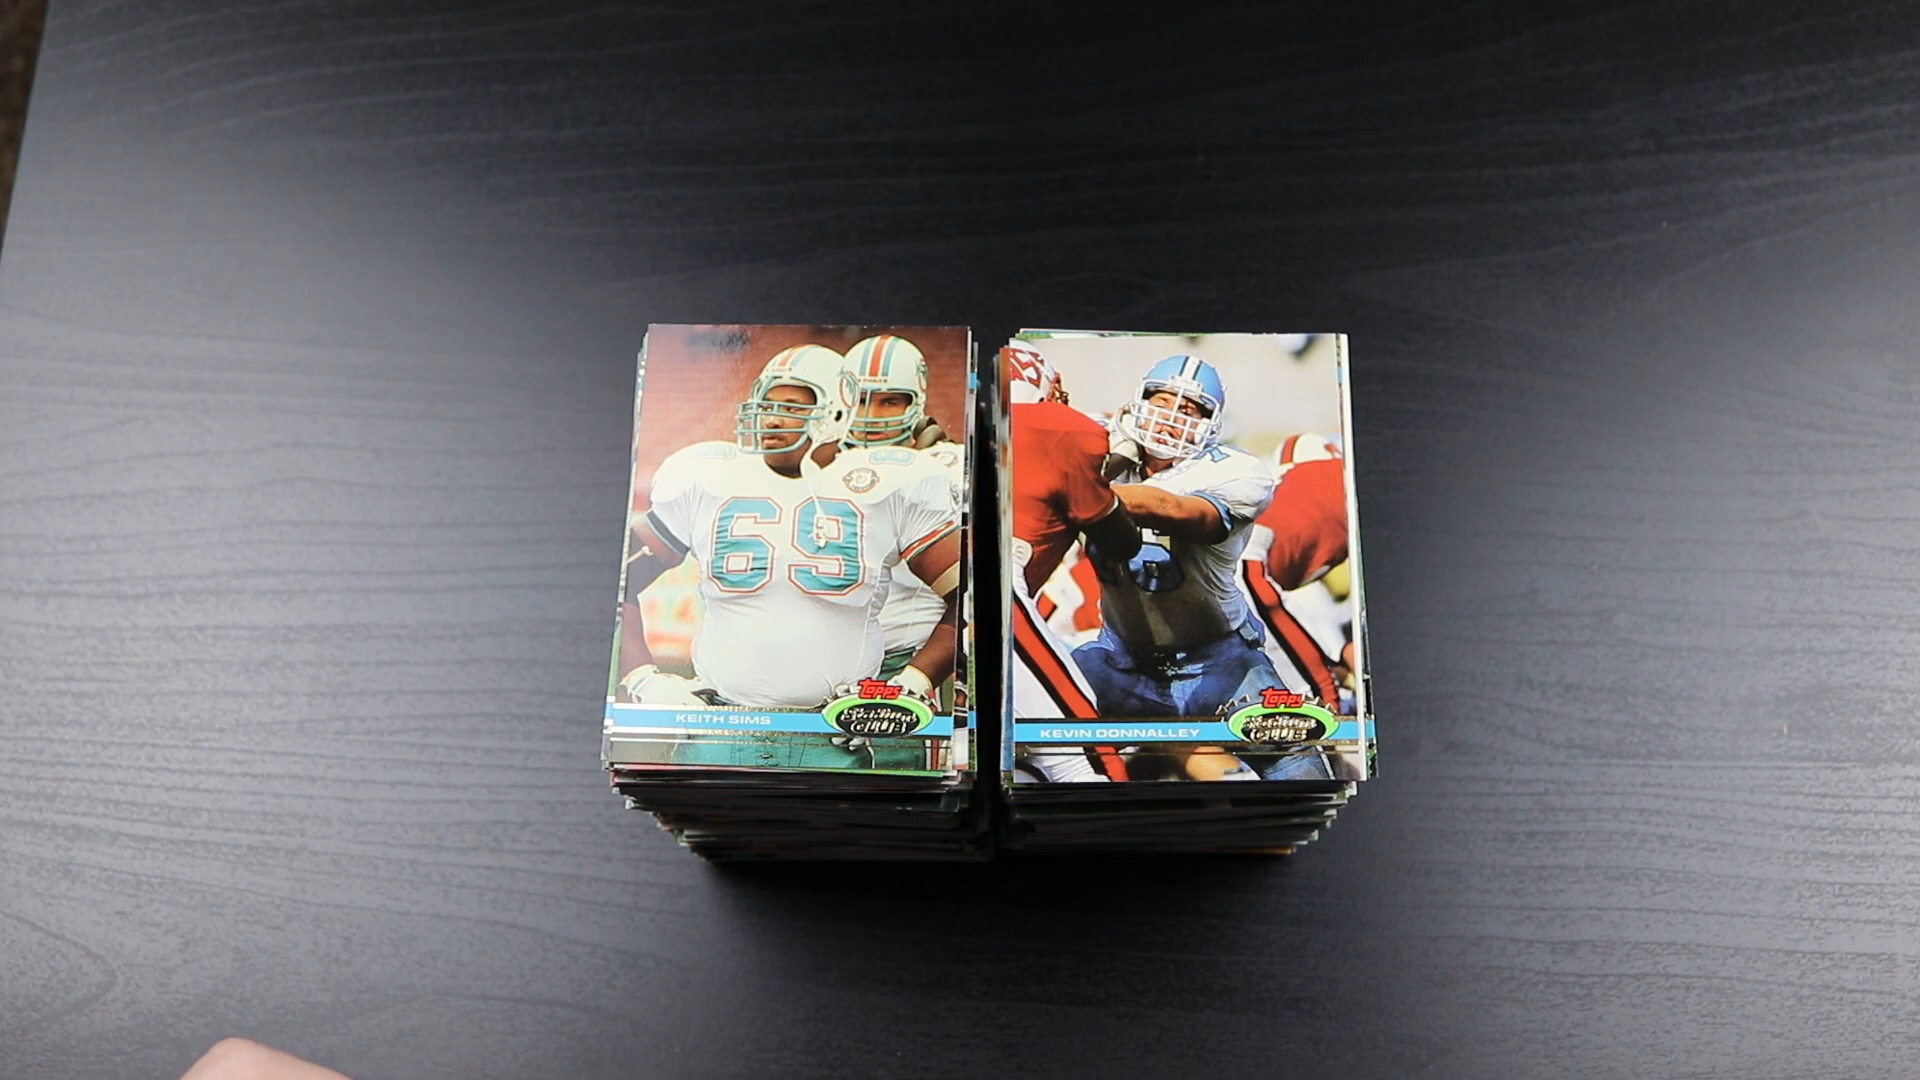 69
TOPPS
KEITH SIMS
Stadium
CLUB
TOPPS
KEVIN DONNALLEY
Stadium
CLUB